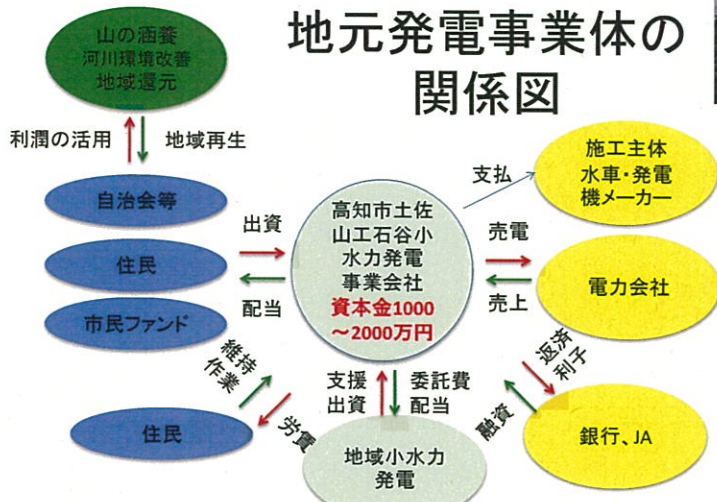 地元発電事業体の
関係図
山の涵養
河川環境改善
地域還元
利潤の活用
地域再生
自治会等
住民
市民ファンド
出資
配当
高知市土佐
山工石谷小
水力発電
事業会社
資本金1000
～2000万円
支払
施工主体
水車・発電
機メーカー
売電
売上
電力会社
維持
作業
労賃
住民
支援
出資
委託費
配当
地域小水力
発電
返済
利子
融資
銀行、JA